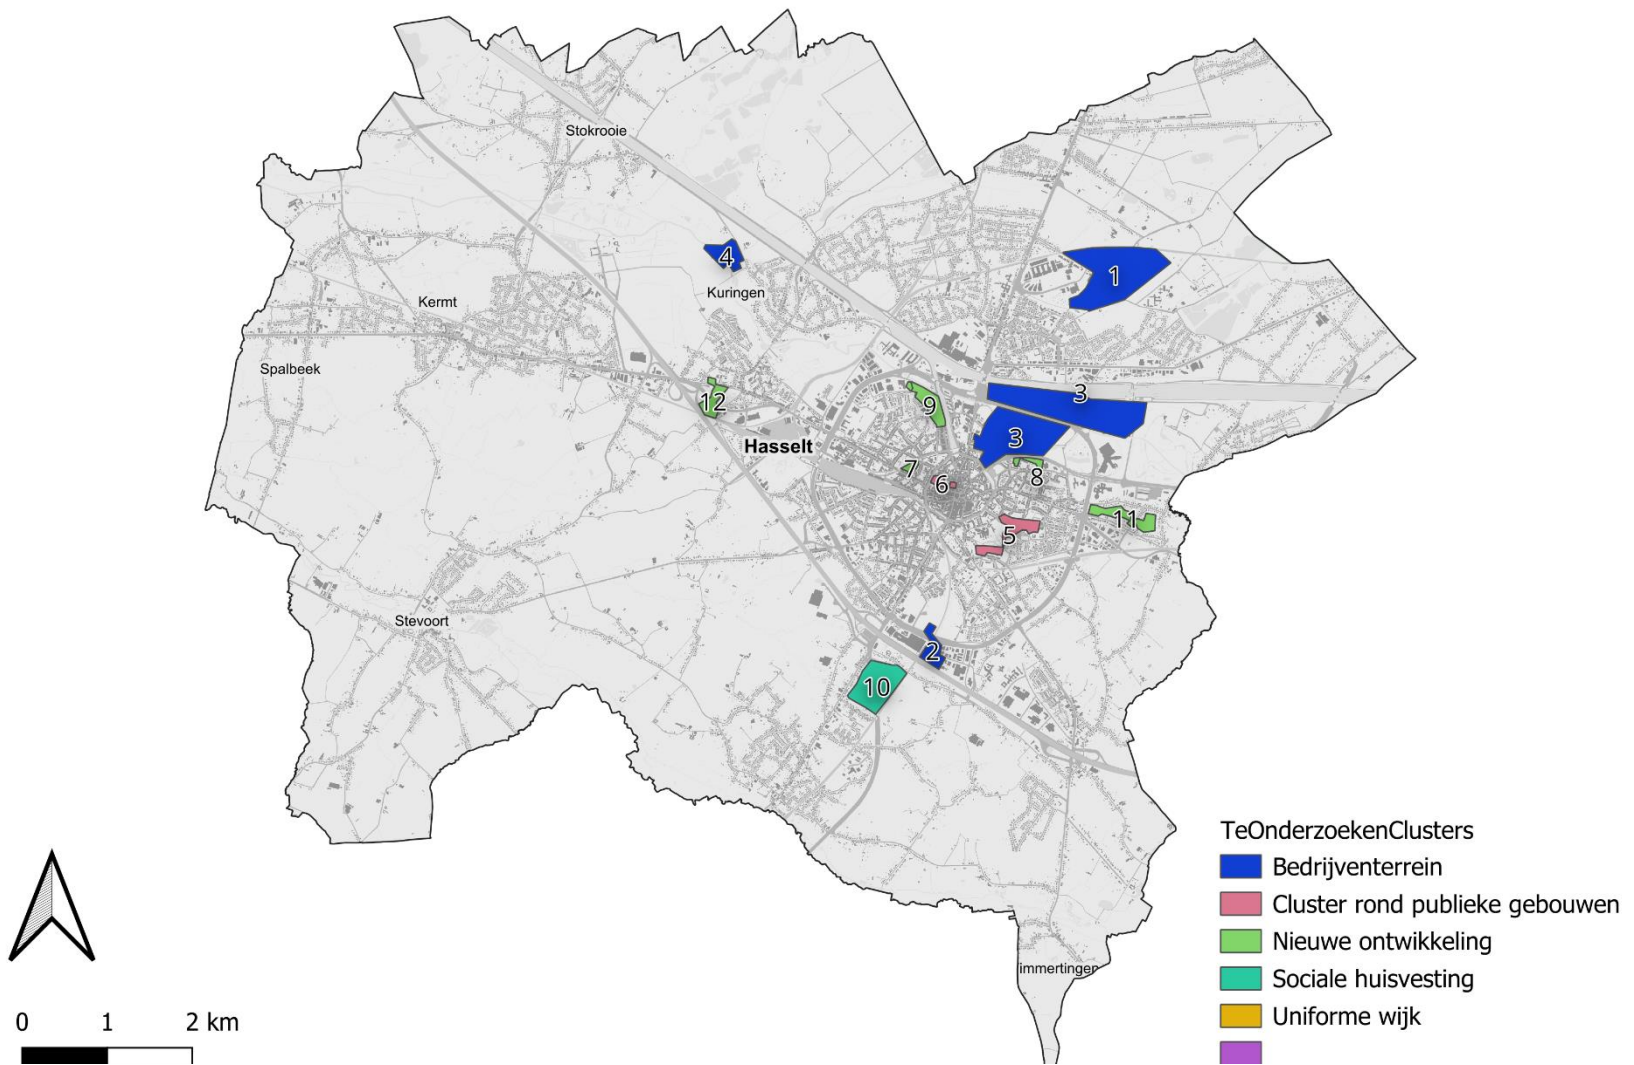 Stokrooie
4
1
Kuringen
Kermt
Spalbeek
3
12
9
3
Hasselt
7
6
8
11
5
Stevoort
2
10
TeOnderzoekenClusters
Bedrijventerrein
Cluster rond publieke gebouwen
Nieuwe ontwikkeling
immertingen
Sociale huisvesting
Uniforme wijk
0 1 2 km